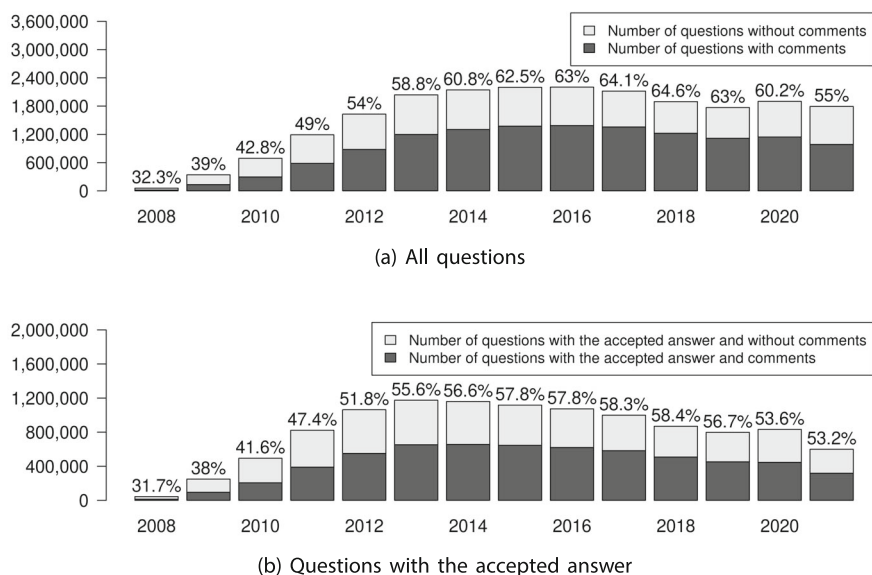 3,600,000
3,000,000
2,400,000
1,800,000
1,200,000
600,000
0
Number of questions without comments
Number of questions with comments
32.3% 39% 42.8% 49% 54% 58.8% 60.8% 62.5% 63% 64.1% 64.6% 63% 60.2% 55%
2008 2010 2012 2014 2016 2018 2020
(a) All questions
2,000,000
1,600,000
1,200,000
800,000
400,000
0
Number of questions with the accepted answer and without comments
Number of questions with the accepted answer and comments
31.7% 38% 41.6% 47.4% 51.8% 55.6% 56.6% 57.8% 57.8% 58.3% 58.4% 56.7% 53.6% 53.2%
2008 2010 2012 2014 2016 2018 2020
(b) Questions with the accepted answer